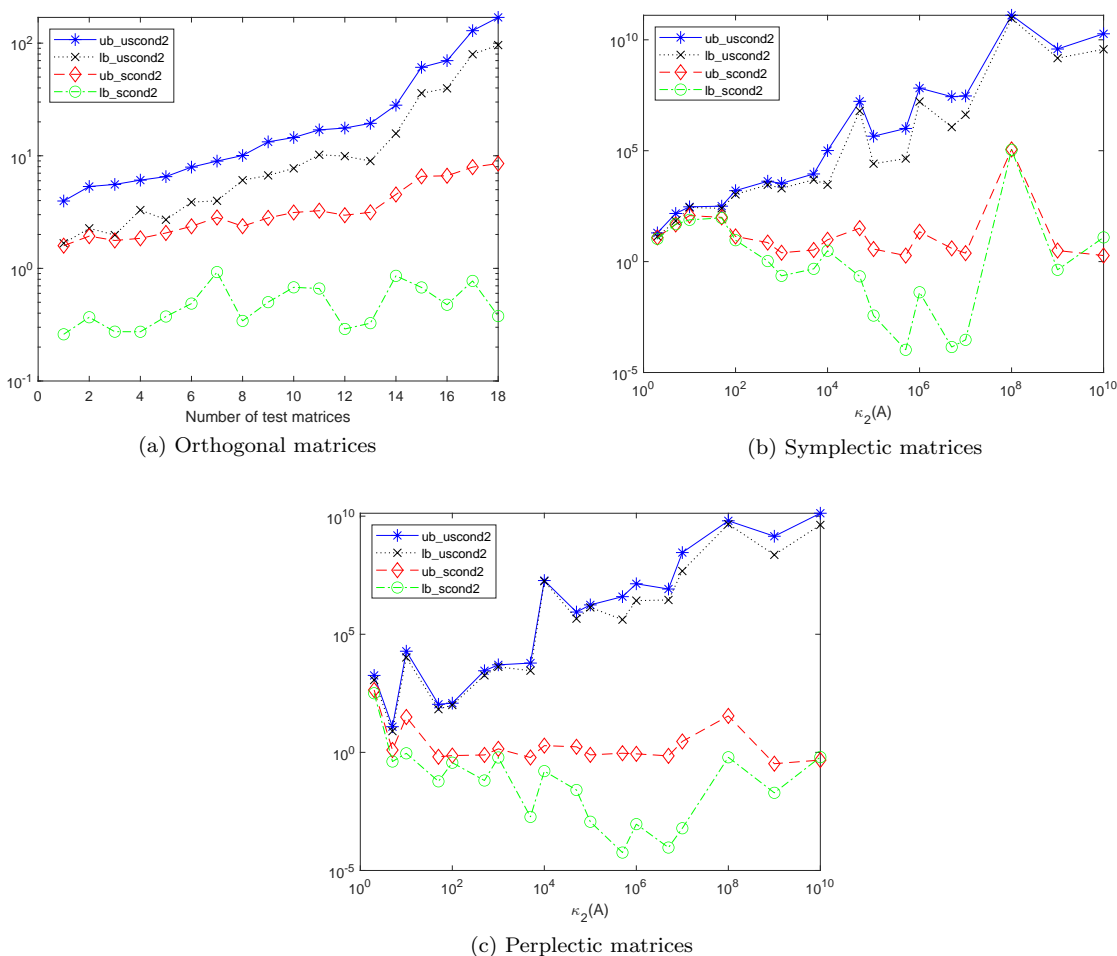 10^2
10^1
10^0
10^-1
ub_uscond2
lb_uscond2
ub_scond2
lb_scond2
0 2 4 6 8 10 12 14 16 18
Number of test matrices
(a) Orthogonal matrices
10^10
10^5
10^0
10^-5
ub_uscond2
lb_uscond2
ub_scond2
lb_scond2
10^0 10^2 10^4 10^6 10^8 10^10
κ_2(A)
(b) Symplectic matrices
10^10
10^5
10^0
10^-5
ub_uscond2
lb_uscond2
ub_scond2
lb_scond2
10^0 10^2 10^4 10^6 10^8 10^10
κ_2(A)
(c) Perplectic matrices